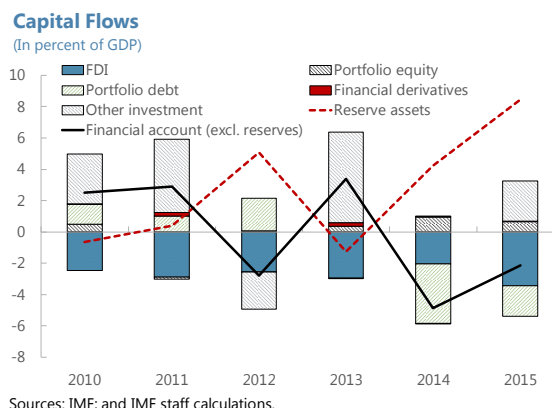 Capital Flows
(In percent of GDP)
10
8
6
4
2
0
-2
-4
-6
-8
FDI
Portfolio equity
Portfolio debt
Financial derivatives
Other investment
Reserve assets
Financial account (excl. reserves)
2010 2011 2012 2013 2014 2015
Sources: IMF; and IMF staff calculations.